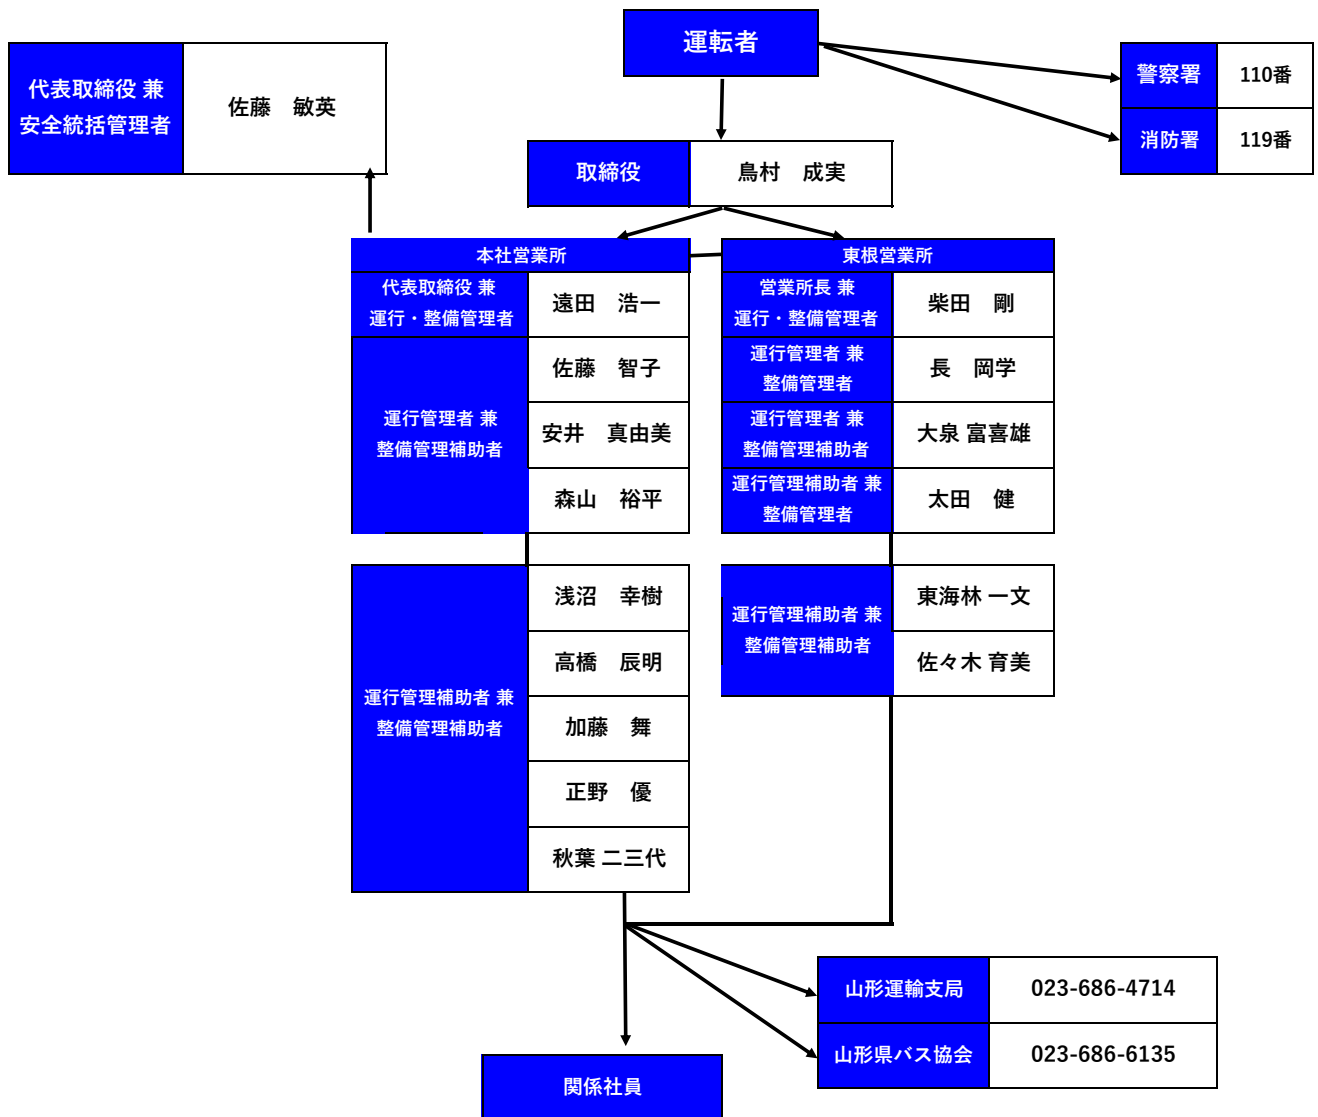 運転者
代表取締役 兼
安全統括管理者
佐藤　敏英
警察署
110番
消防署
119番
取締役
鳥村　成実
本社営業所
代表取締役 兼
運行・整備管理者
遠田　浩一
運行管理者 兼
整備管理補助者
佐藤　智子
安井　真由美
森山　裕平
運行管理補助者 兼
整備管理補助者
浅沼　幸樹
高橋　辰明
加藤　舞
正野　優
秋葉 二三代
東根営業所
営業所長 兼
運行・整備管理者
柴田　剛
運行管理者 兼
整備管理者
長　岡学
運行管理者 兼
整備管理補助者
大泉 富喜雄
運行管理補助者 兼
整備管理者
太田　健
運行管理補助者 兼
整備管理補助者
東海林 一文
佐々木 育美
山形運輸支局
023-686-4714
山形県バス協会
023-686-6135
関係社員